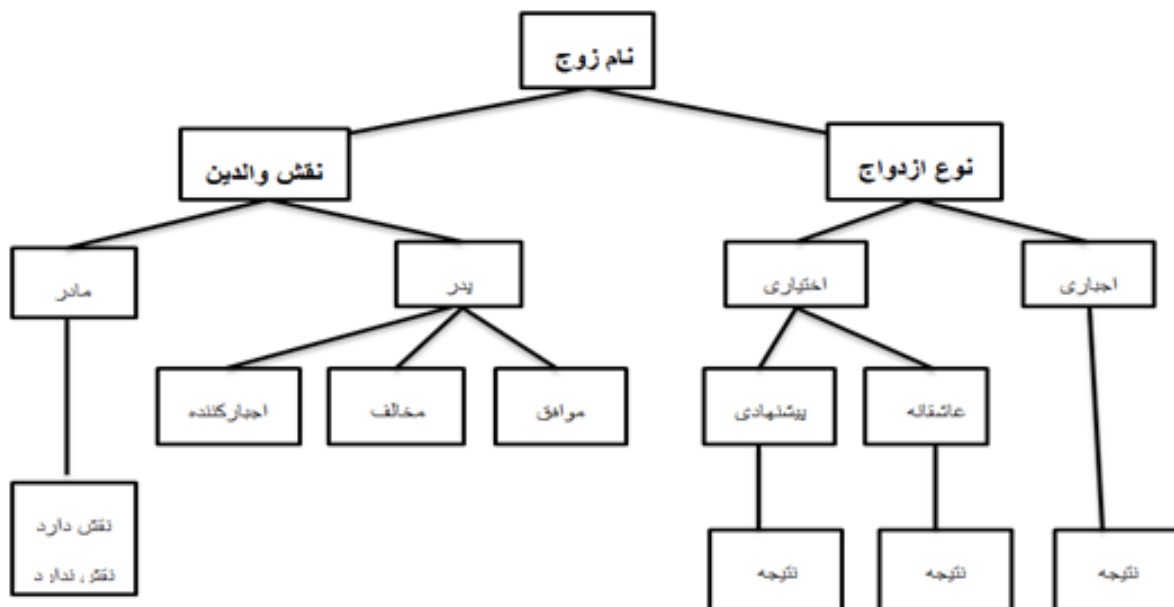 نام زوج
نوع ازدواج
نقش والدین
اجباری
اختیاری
پدر
مادر
عاشقانه
پیشنهادی
موافق
مخالف
اجبارکننده
نتیجه
نتیجه
نتیجه
نقش دارد
نقش ندارد